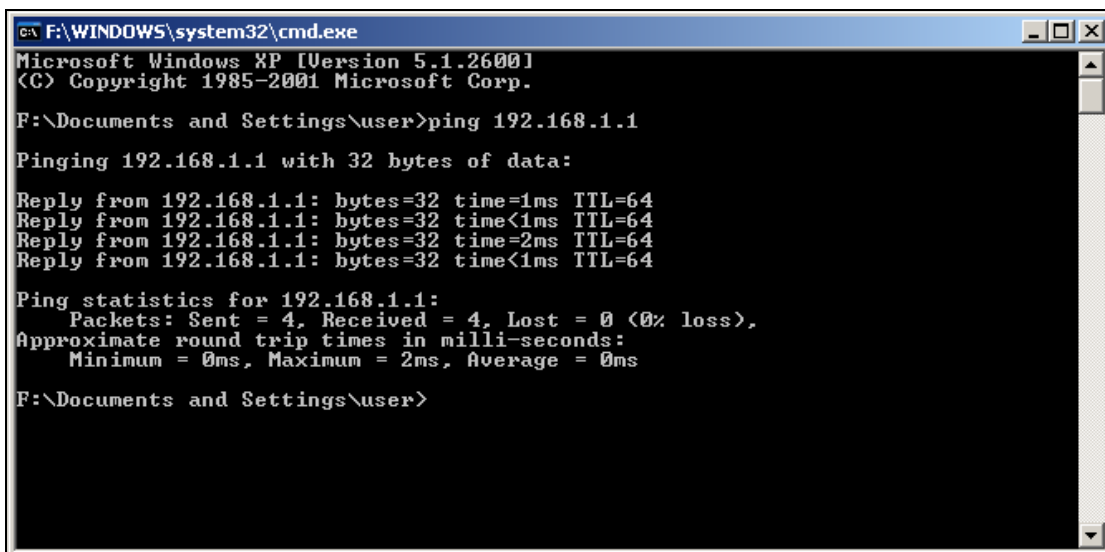 F:\WINDOWS\system32\cmd.exe
Microsoft Windows XP [Version 5.1.2600]
(C) Copyright 1985-2001 Microsoft Corp.
F:\Documents and Settings\user>ping 192.168.1.1
Pinging 192.168.1.1 with 32 bytes of data:
Reply from 192.168.1.1: bytes=32 time=1ms TTL=64
Reply from 192.168.1.1: bytes=32 time<1ms TTL=64
Reply from 192.168.1.1: bytes=32 time=2ms TTL=64
Reply from 192.168.1.1: bytes=32 time<1ms TTL=64
Ping statistics for 192.168.1.1:
Packets: Sent = 4, Received = 4, Lost = 0 (0% loss),
Approximate round trip times in milli-seconds:
Minimum = 0ms, Maximum = 2ms, Average = 0ms
F:\Documents and Settings\user>